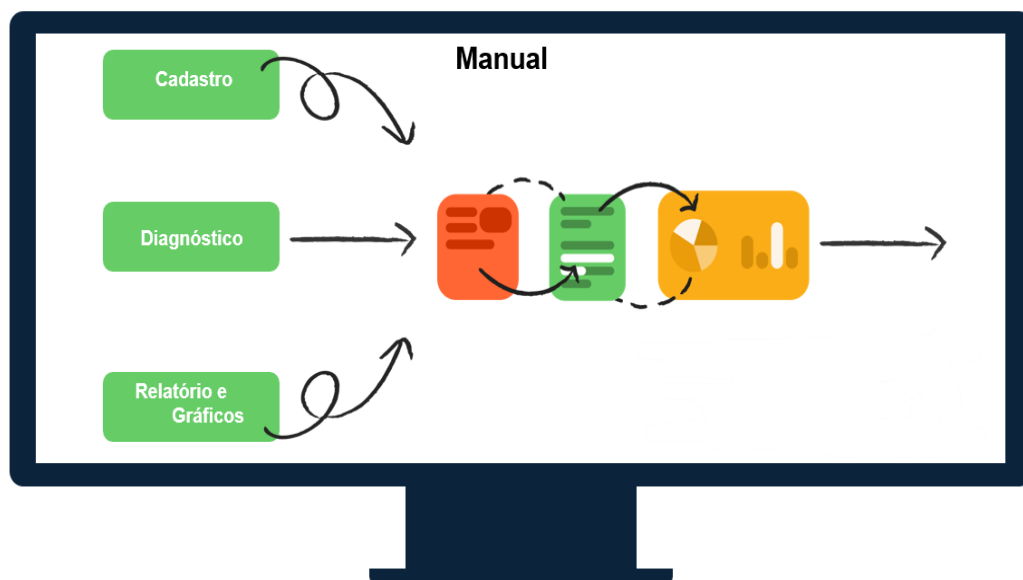 Manual
Cadastro
Diagnóstico
Relatório e
Gráficos